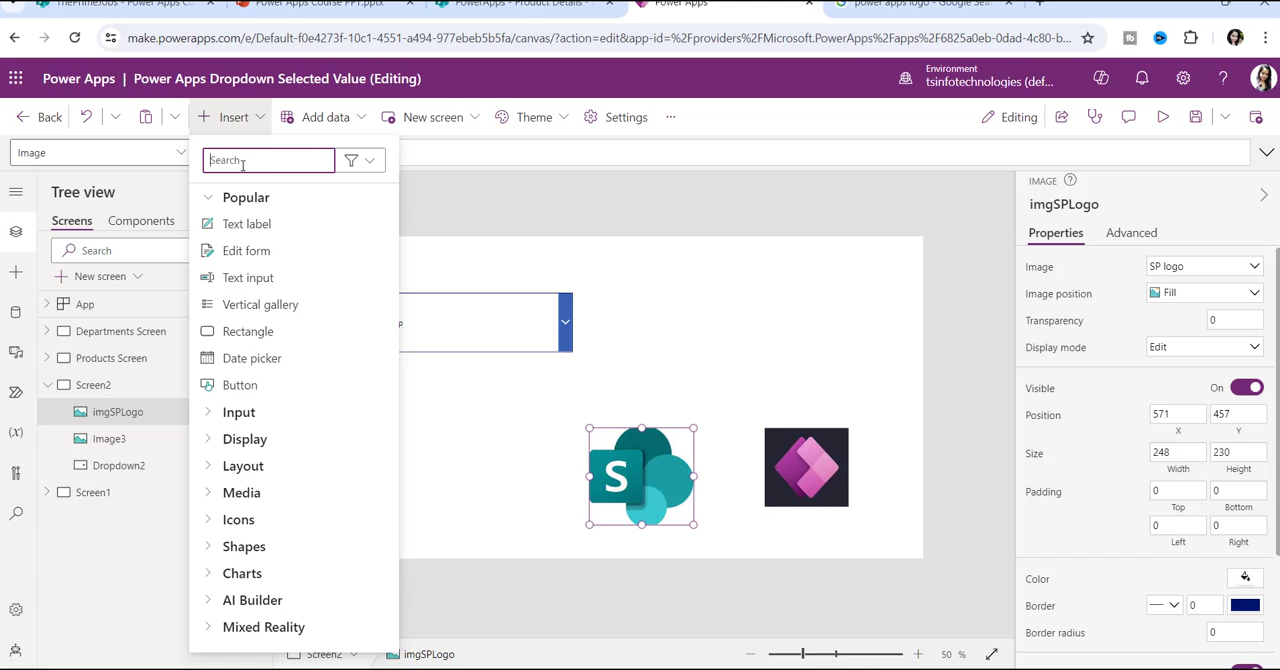 ThePrimeJobs - Power Apps Co
Power Apps Course PPT.pptx
PowerApps - Product Details -
Power Apps
power apps logo - Google Sea
make.powerapps.com/e/Default-f0e4273f-10c1-4551-a494-977ebeb5b5fa/canvas/?action=edit&app-id=%2Fproviders%2FMicrosoft.PowerApps%2Fapps%2F6825a0eb-0dad-4c80-b...
Power Apps | Power Apps Dropdown Selected Value (Editing)
Environment
tsinfotechnologies (def...
Back
Insert
Add data
New screen
Theme
Settings
...
Editing
Image
Search
Popular
Text label
Edit form
Text input
Vertical gallery
Rectangle
Date picker
Button
Input
Display
Layout
Media
Icons
Shapes
Charts
AI Builder
Mixed Reality
Tree view
Screens
Components
Search
New screen
App
Departments Screen
Products Screen
Screen2
imgSPLogo
Image3
Dropdown2
Screen1
p
S
IMAGE
imgSPLogo
Properties
Advanced
Image
SP logo
Image position
Fill
Transparency
0
Display mode
Edit
Visible
On
Position
571
457
X
Y
Size
248
230
Width
Height
Padding
0
0
Top
Bottom
0
0
Left
Right
Color
Border
0
Border radius
0
Screen2
imgSPLogo
50 %